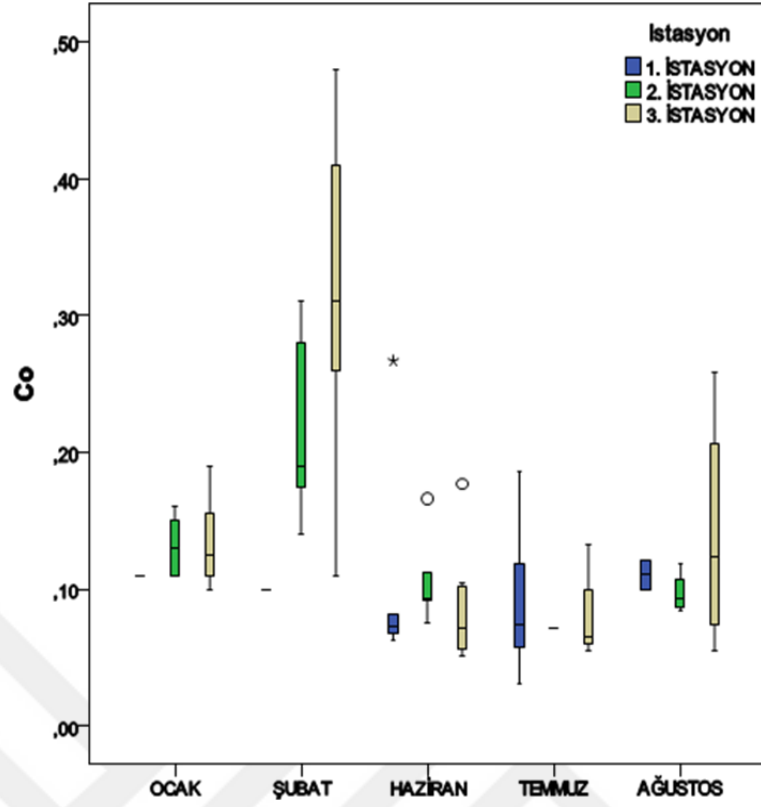 İstasyon
1. İSTASYON
2. İSTASYON
3. İSTASYON
,50
,40
,30
,20
,10
,00
Co
OCAK ŞUBAT HAZİRAN TEMMUZ AĞUSTOS